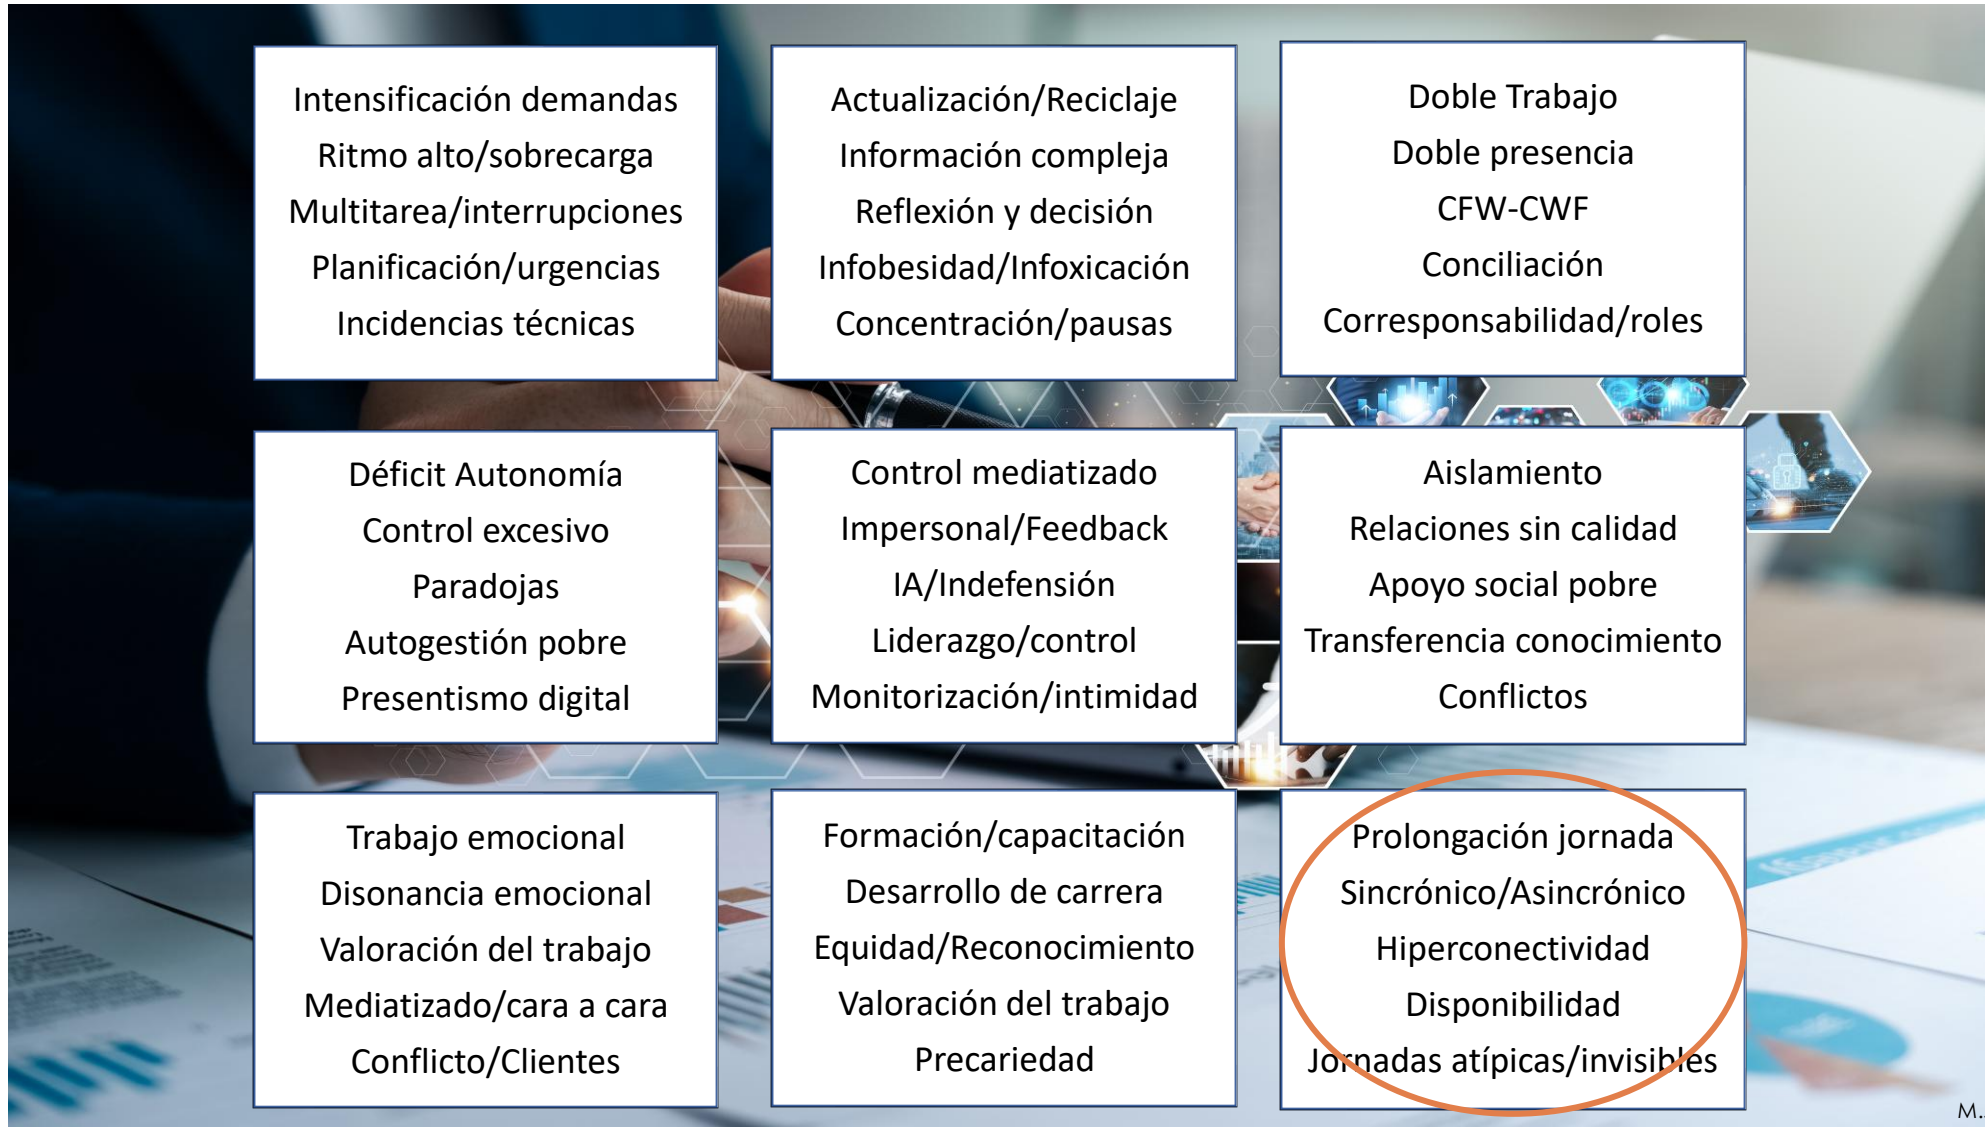 Intensificación demandas
Ritmo alto/sobrecarga
Multitarea/interrupciones
Planificación/urgencias
Incidencias técnicas
Actualización/Reciclaje
Información compleja
Reflexión y decisión
Infobesidad/Infoxicación
Concentración/pausas
Doble Trabajo
Doble presencia
CFW-CWF
Conciliación
Corresponsabilidad/roles
Déficit Autonomía
Control excesivo
Paradojas
Autogestión pobre
Presentismo digital
Control mediatizado
Impersonal/Feedback
IA/Indefensión
Liderazgo/control
Monitorización/intimidad
Aislamiento
Relaciones sin calidad
Apoyo social pobre
Transferencia conocimiento
Conflictos
Trabajo emocional
Disonancia emocional
Valoración del trabajo
Mediatizado/cara a cara
Conflicto/Clientes
Formación/capacitación
Desarrollo de carrera
Equidad/Reconocimiento
Valoración del trabajo
Precariedad
Prolongación jornada
Sincrónico/Asincrónico
Hiperconectividad
Disponibilidad
Jornadas atípicas/invisibles
M.